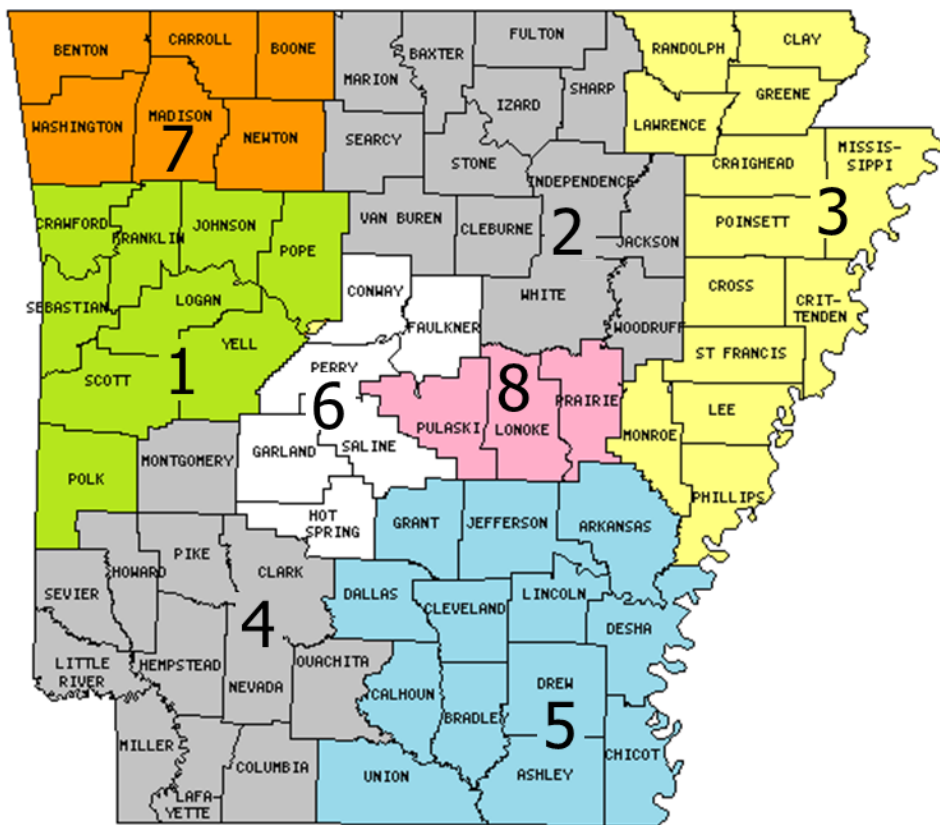 BENTON
CARROLL
BOONE
MARION
BAXTER
FULTON
IZARD
SHARP
RANDOLPH
CLAY
GREENE
LAWRENCE
WASHINGTON
MADISON
7
NEWTON
SEARCY
STONE
INDEPENDENCE
CRAIGHEAD
MISSIS-
SIPPI
3
POINSETT
CRAWFORD
FRANKLIN
JOHNSON
POPE
VAN BUREN
CLEBURNE
2
JACKSON
SEBASTIAN
LOGAN
CONWAY
FAULKNER
WHITE
WOODRUFF
CROSS
CRIT-
TENDEN
ST FRANCIS
SCOTT
1
YELL
PERRY
6
8
PULASKI
LONOKE
PRAIRIE
MONROE
LEE
PHILLIPS
POLK
MONTGOMERY
GARLAND
SALINE
HOT
SPRING
GRANT
JEFFERSON
ARKANSAS
SEVIER
HOWARD
PIKE
CLARK
4
DALLAS
CLEVELAND
LINCOLN
DESHA
LITTLE
RIVER
HEMPSTEAD
NEVADA
OUACHITA
CALHOUN
BRADLEY
DREW
5
CHICOT
MILLER
LAFA-
YETTE
COLUMBIA
UNION
ASHLEY